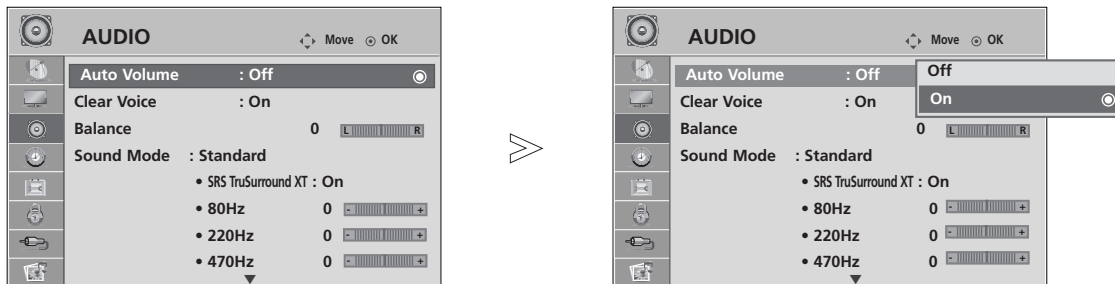 AUDIO Move OK
Auto Volume : Off
Clear Voice : On
Balance 0 L R
Sound Mode : Standard
• SRS TruSurround XT : On
• 80Hz 0 - +
• 220Hz 0 - +
• 470Hz 0 - +
AUDIO Move OK
Auto Volume : Off
Off
On
Clear Voice : On
Balance 0 L R
Sound Mode : Standard
• SRS TruSurround XT : On
• 80Hz 0 - +
• 220Hz 0 - +
• 470Hz 0 - +